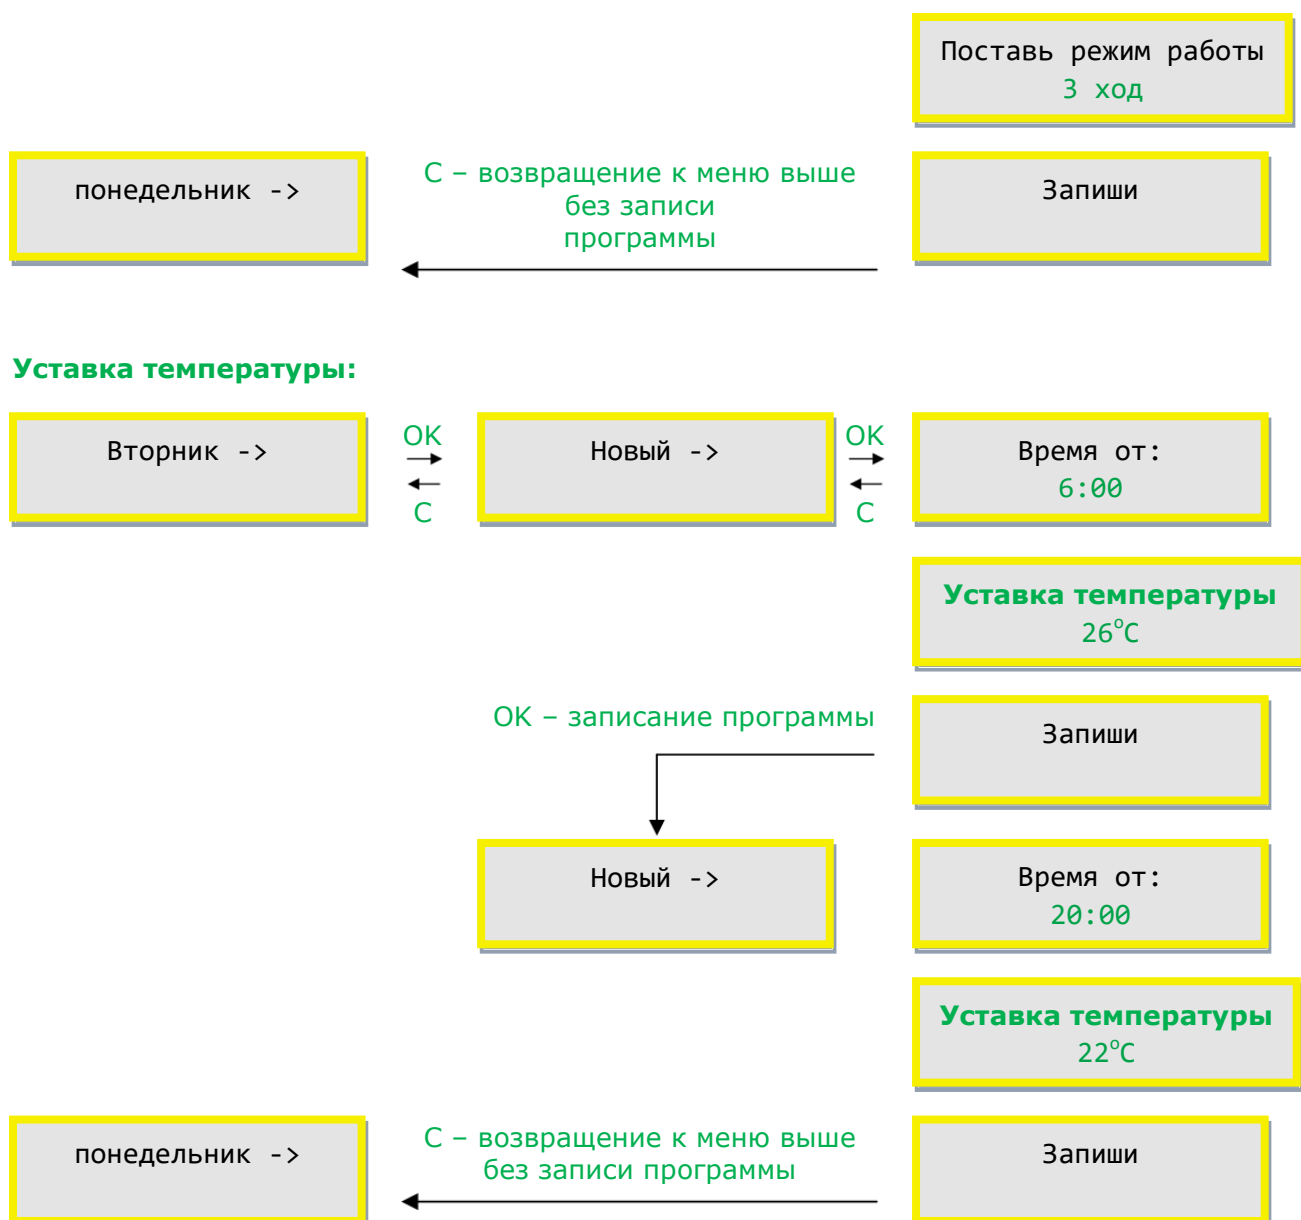 Поставь режим работы
3 ход
понедельник ->
С – возвращение к меню выше
без записи
программы
Запиши
Уставка температуры:
Вторник ->
OK
C
Новый ->
OK
C
Время от:
6:00
Уставка температуры
26°C
OK – записание программы
Запиши
Новый ->
Время от:
20:00
Уставка температуры
22°C
понедельник ->
С – возвращение к меню выше
без записи программы
Запиши